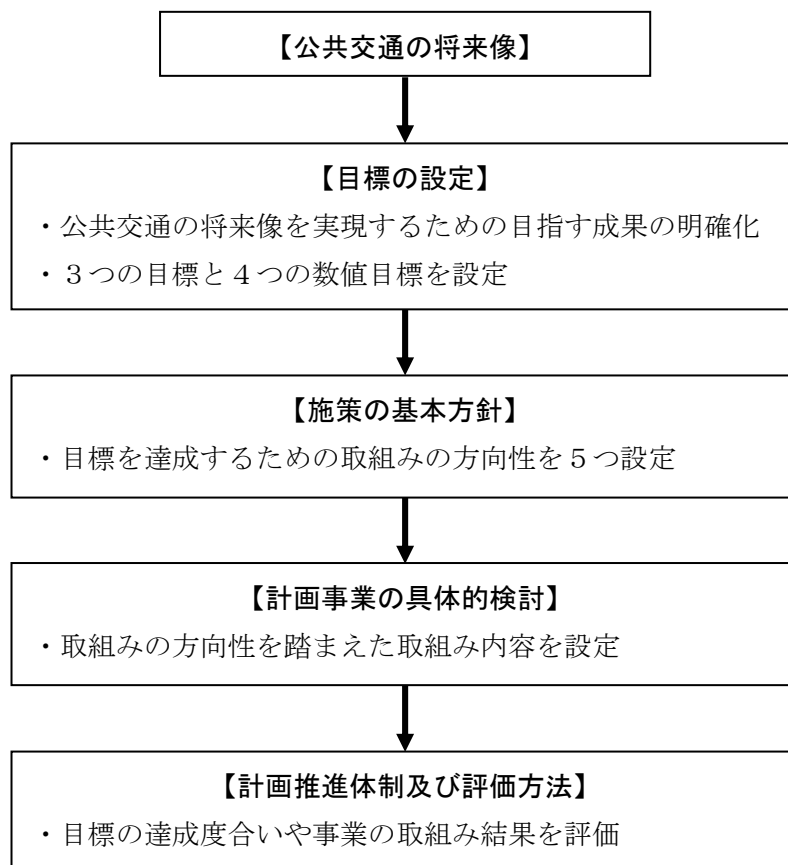 【公共交通の将来像】
【目標の設定】
・公共交通の将来像を実現するための目指す成果の明確化
・３つの目標と４つの数値目標を設定
【施策の基本方針】
・目標を達成するための取組みの方向性を５つ設定
【計画事業の具体的検討】
・取組みの方向性を踏まえた取組み内容を設定
【計画推進体制及び評価方法】
・目標の達成度合いや事業の取組み結果を評価